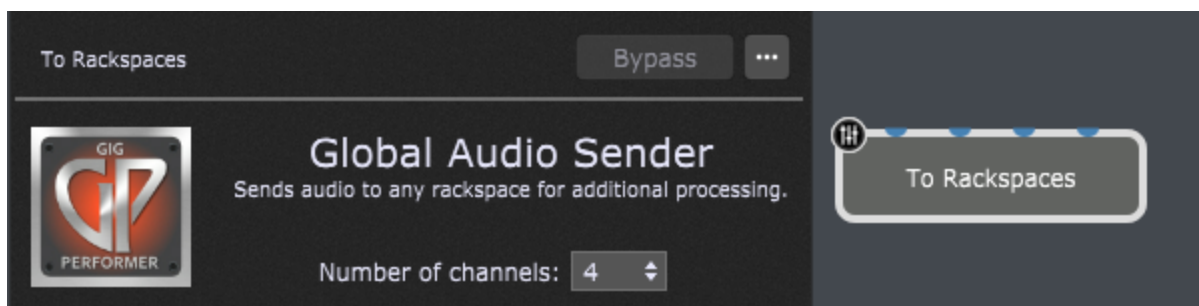 To Rackspaces
Bypass
...
GIG
GP
PERFORMER
Global Audio Sender
Sends audio to any rackspace for additional processing.
Number of channels: 4
To Rackspaces